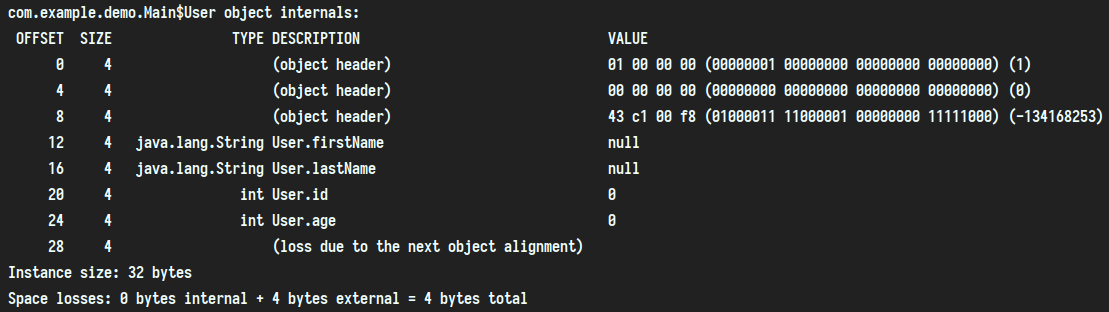 com.example.demo.Main$User object internals:
OFFSET SIZE TYPE DESCRIPTION VALUE
0 4 (object header) 01 00 00 00 (00000001 00000000 00000000 00000000) (1)
4 4 (object header) 00 00 00 00 (00000000 00000000 00000000 00000000) (0)
8 4 (object header) 43 c1 00 f8 (01000011 11000001 00000000 11111000) (-134168253)
12 4 java.lang.String User.firstName null
16 4 java.lang.String User.lastName null
20 4 int User.id 0
24 4 int User.age 0
28 4 (loss due to the next object alignment)
Instance size: 32 bytes
Space losses: 0 bytes internal + 4 bytes external = 4 bytes total